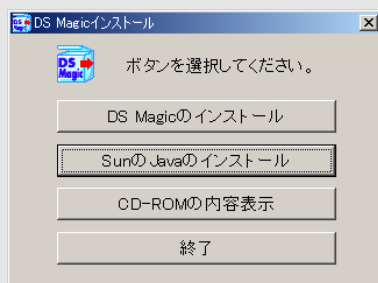 DS Magicインストール
DS
Magic
ボタンを選択してください。
DS Magicのインストール
SunのJavaのインストール
CD-ROMの内容表示
終了